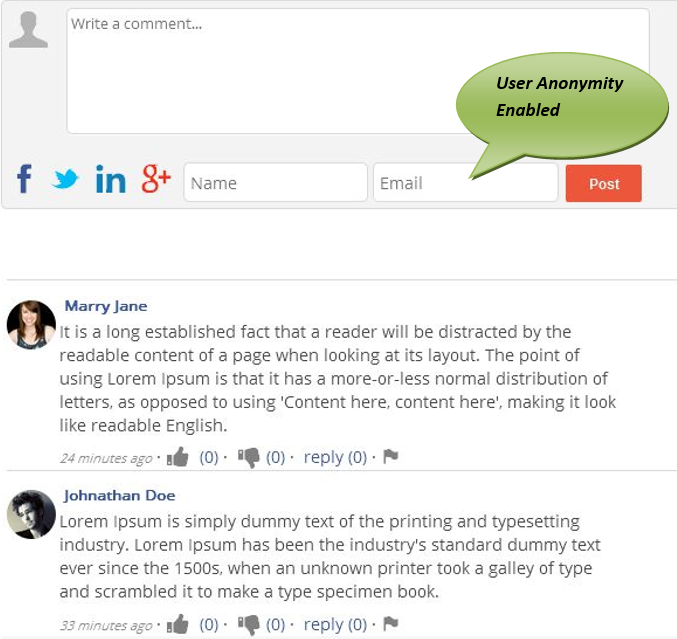 Write a comment...
User Anonymity
Enabled
f in g+ Name Email Post
Marry Jane
It is a long established fact that a reader will be distracted by the
readable content of a page when looking at its layout. The point of
using Lorem Ipsum is that it has a more-or-less normal distribution of
letters, as opposed to using 'Content here, content here', making it look
like readable English.
24 minutes ago · (0) · (0) · reply (0) ·
Johnathan Doe
Lorem Ipsum is simply dummy text of the printing and typesetting
industry. Lorem Ipsum has been the industry's standard dummy text
ever since the 1500s, when an unknown printer took a galley of type
and scrambled it to make a type specimen book.
33 minutes ago · (0) · (0) · reply (0) ·